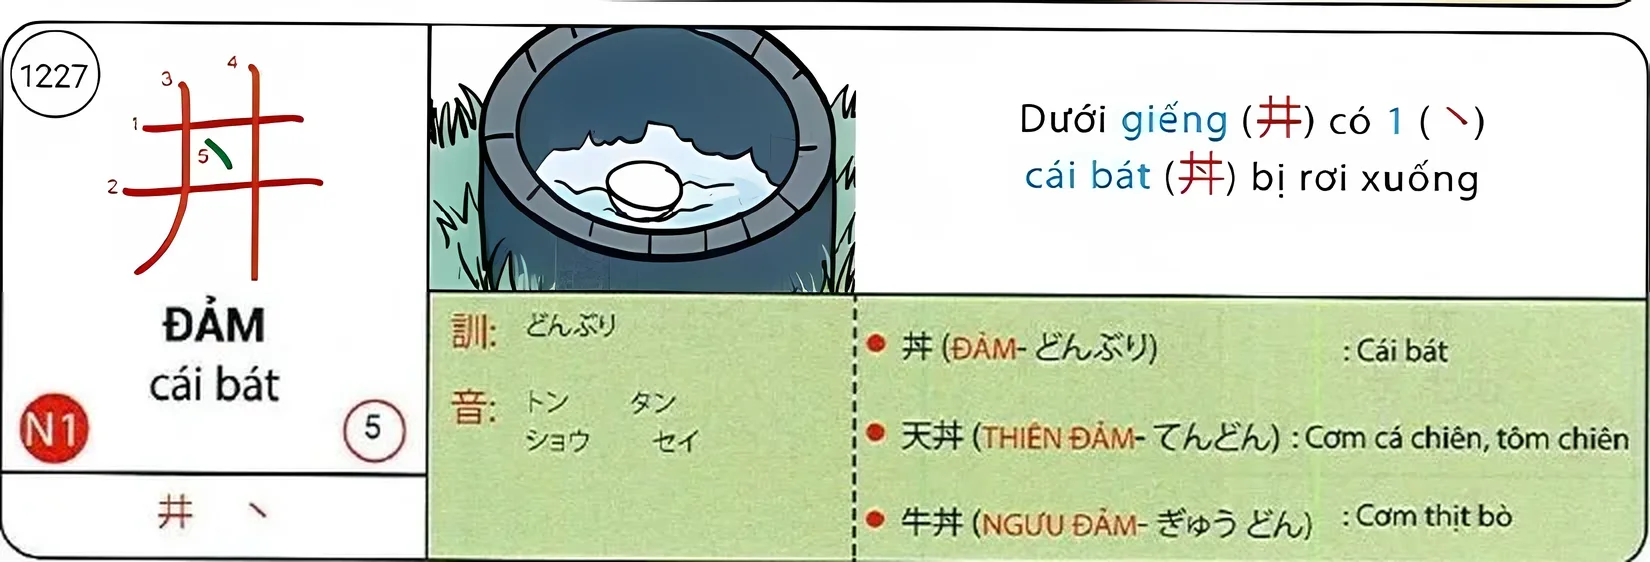 1227
1
2
3
4
5
ĐẢM
cái bát
N1
5
井 丶
Dưới giếng (井) có 1 (丶)
cái bát (丼) bị rơi xuống
訓: どんぶり
音: トン タン
ショウ セイ
丼 (ĐẢM- どんぶり) : Cái bát
天丼 (THIÊN ĐẢM- てんどん) : Cơm cá chiên, tôm chiên
牛丼 (NGƯU ĐẢM- ぎゅうどん) : Cơm thịt bò